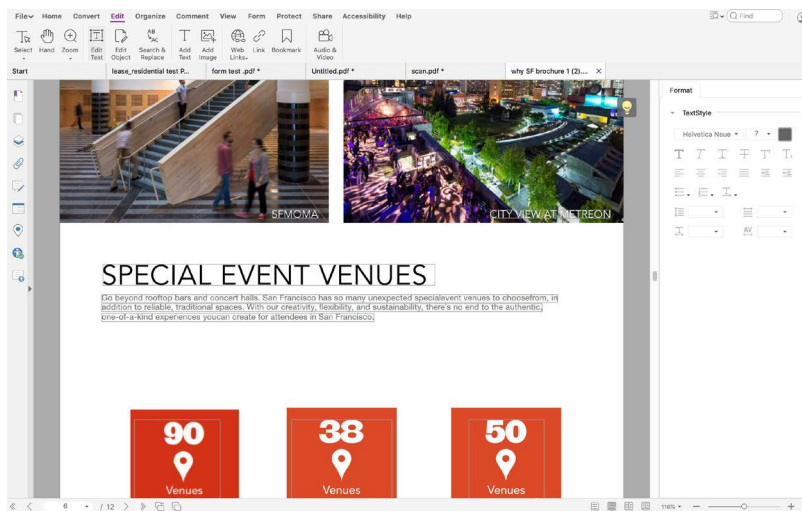 File Home Convert Edit Organize Comment View Form Protect Share Accessibility Help
Find
Select Hand Zoom Edit Text Edit Object Search & Replace Add Text Add Image Web Links Link Bookmark Audio & Video
Start lease_residential test P... form test .pdf * Untitled.pdf * scan.pdf * why SF brochure 1 (2).... ×
Format
TextStyle
Helvetica Neue 7
SFMOMA
CITY VIEW AT METREON
SPECIAL EVENT VENUES
Go beyond rooftop bars and concert halls. San Francisco has so many unexpected specialevent venues to choosefrom, in
addition to reliable, traditional spaces. With our creativity, flexibility, and sustainability, there's no end to the authentic,
one-of-a-kind experiences youcan create for attendees in San Francisco.
90 38 50
Venues Venues Venues
6 / 12
116%